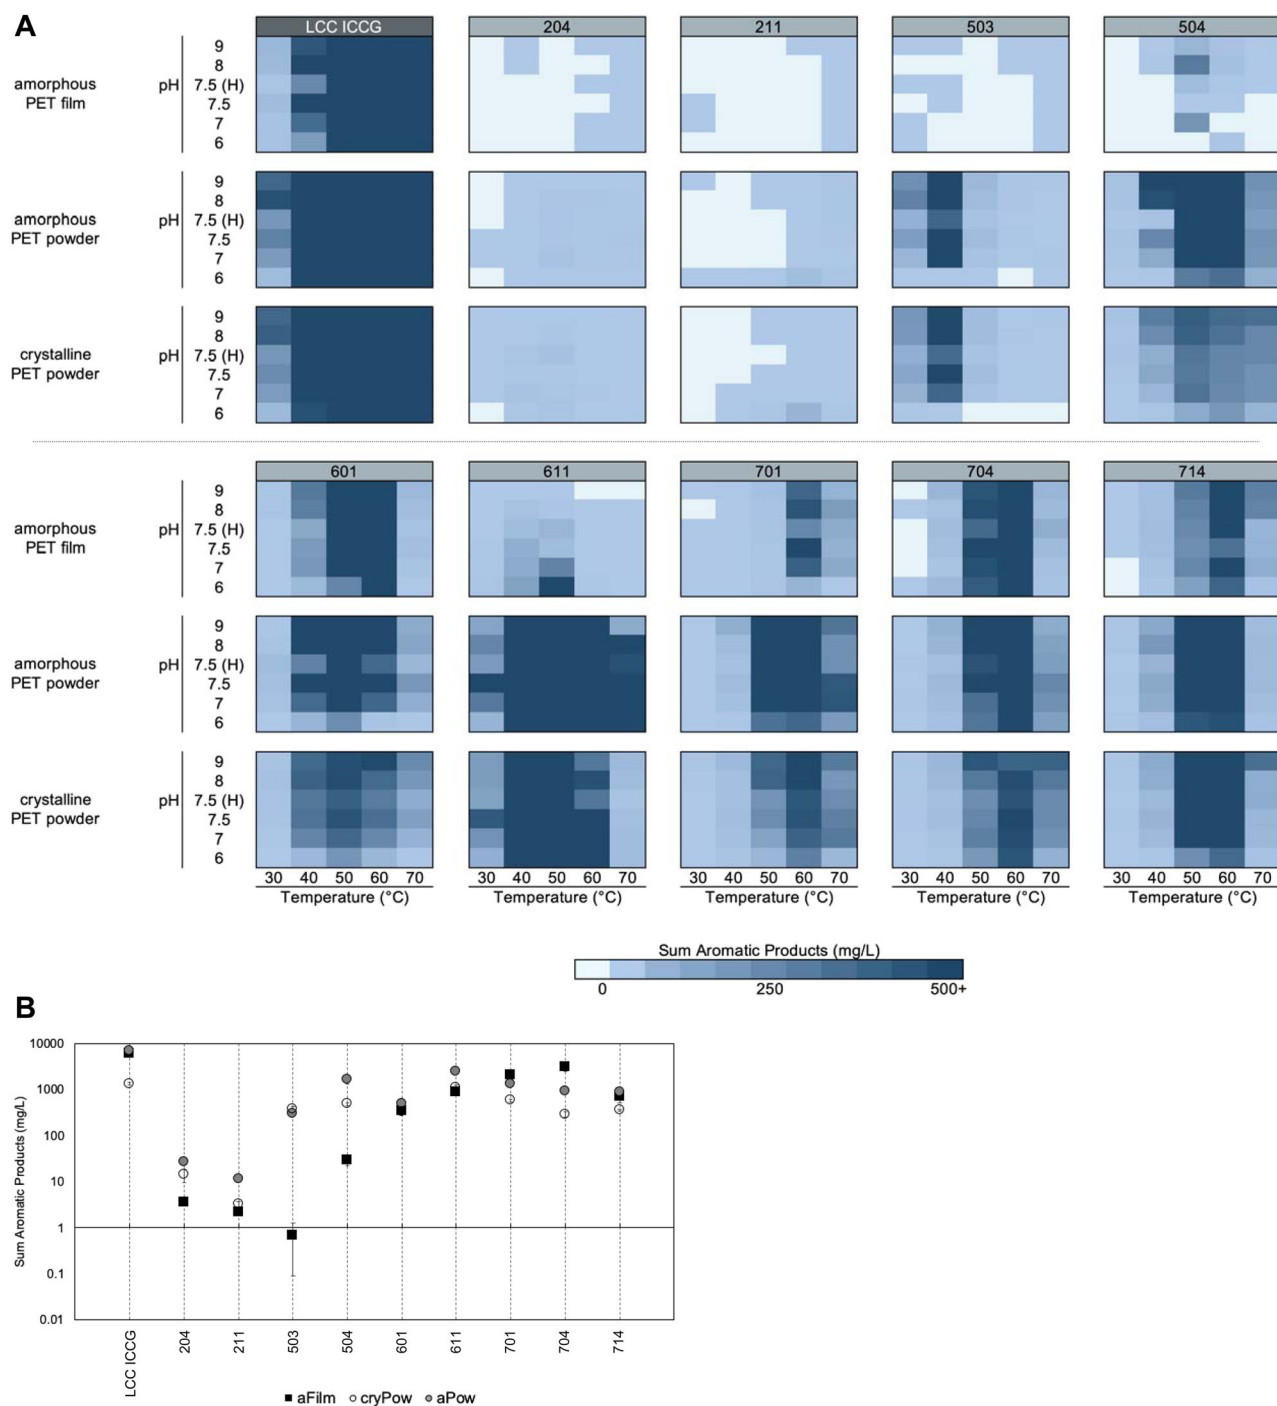 A
LCC ICCG 204 211 503 504
amorphous PET film
pH
9
8
7.5 (H)
7.5
7
6
amorphous PET powder
pH
9
8
7.5 (H)
7.5
7
6
crystalline PET powder
pH
9
8
7.5 (H)
7.5
7
6
601 611 701 704 714
amorphous PET film
pH
9
8
7.5 (H)
7.5
7
6
amorphous PET powder
pH
9
8
7.5 (H)
7.5
7
6
crystalline PET powder
pH
9
8
7.5 (H)
7.5
7
6
30 40 50 60 70 30 40 50 60 70 30 40 50 60 70 30 40 50 60 70 30 40 50 60 70
Temperature (°C) Temperature (°C) Temperature (°C) Temperature (°C) Temperature (°C)
Sum Aromatic Products (mg/L)
0 250 500+
B
Sum Aromatic Products (mg/L)
10000
1000
100
10
1
0.1
0.01
LCC ICCG 204 211 503 504 601 611 701 704 714
aFilm cryPow aPow